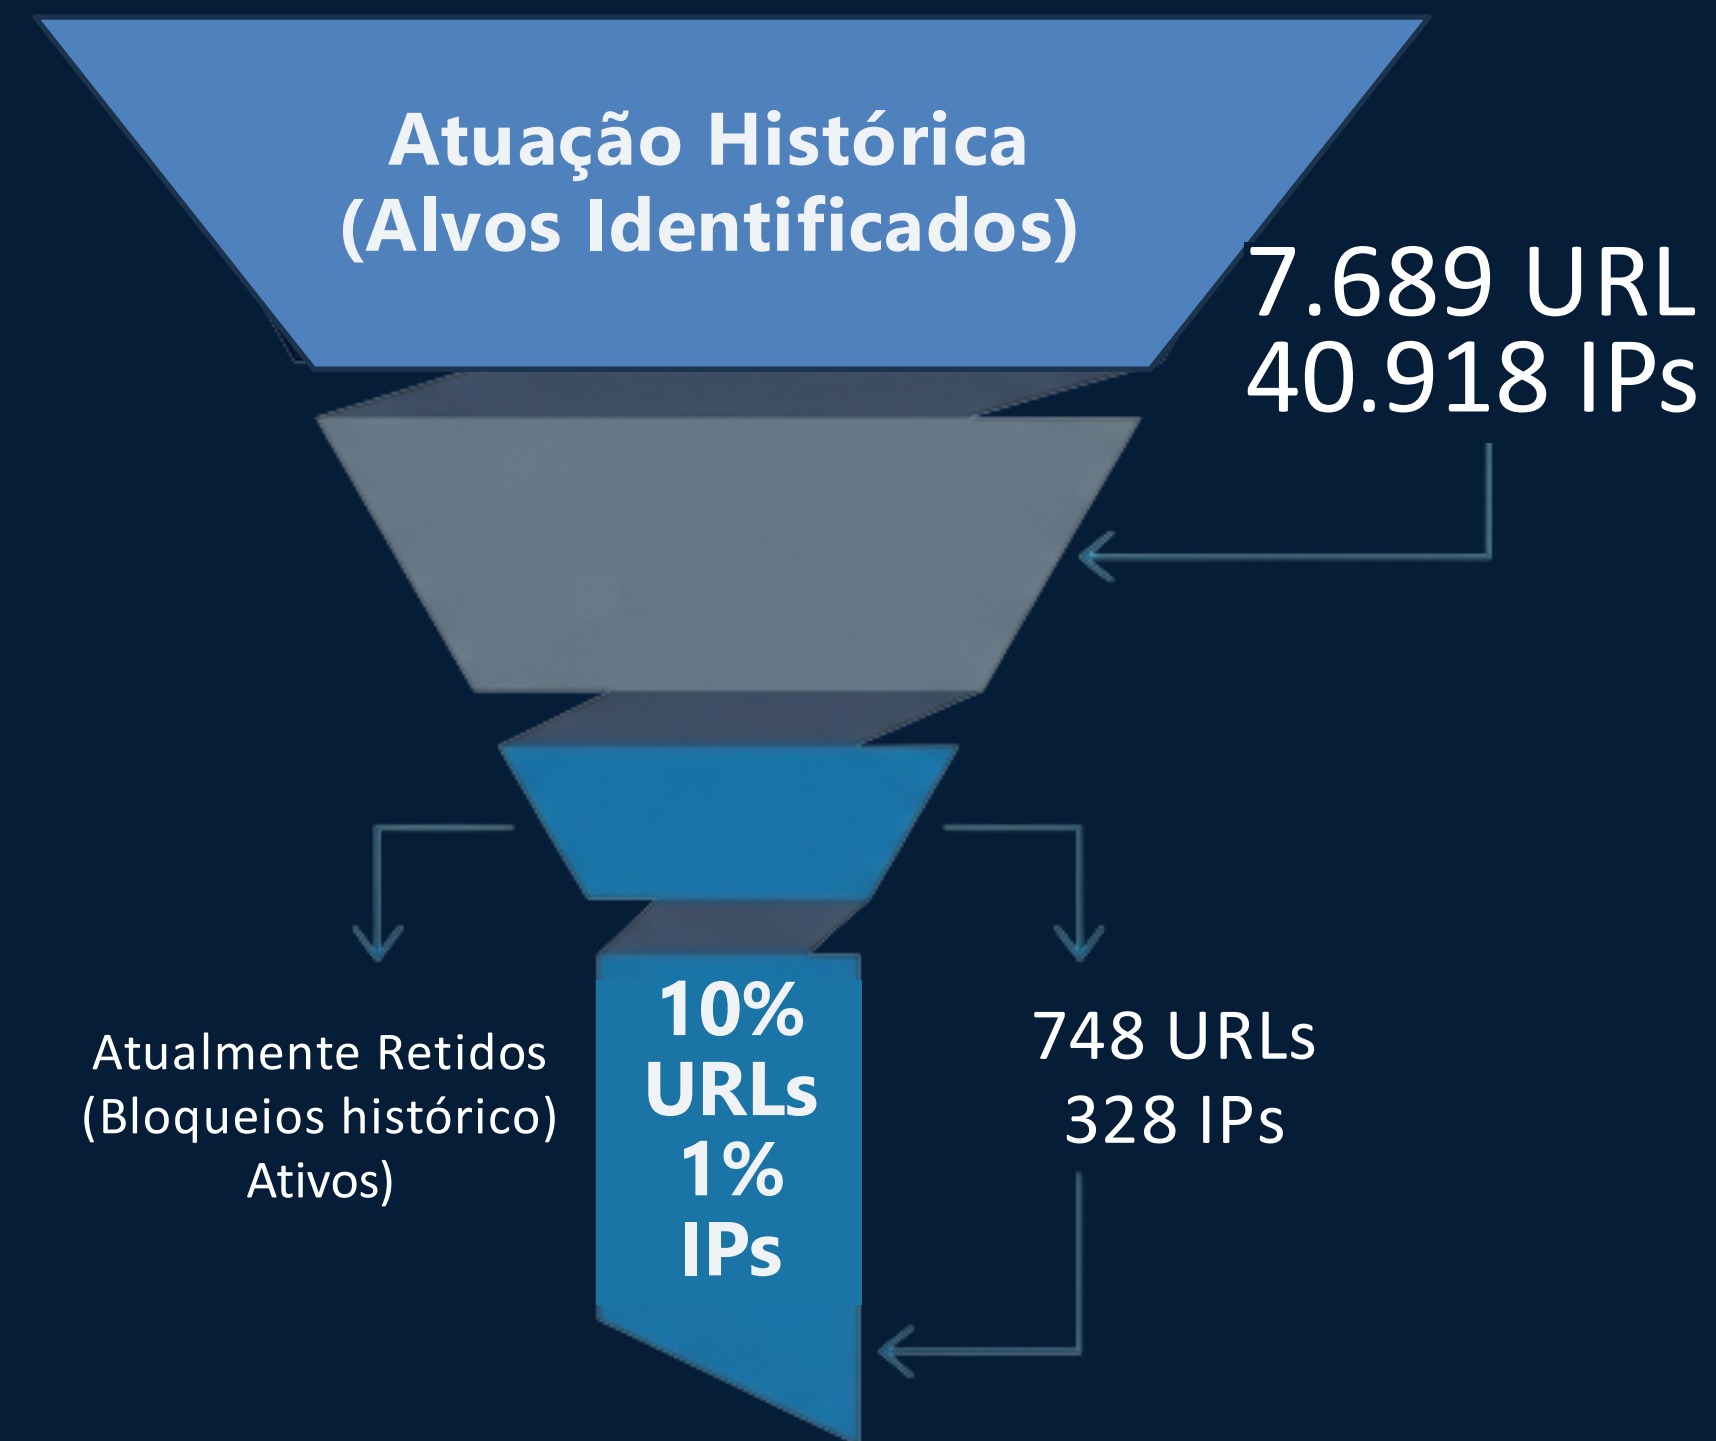 Atuação Histórica
(Alvos Identificados)
7.689 URL
40.918 IPs
Atualmente Retidos
(Bloqueios histórico)
Ativos)
10%
URLs
1%
IPs
748 URLs
328 IPs